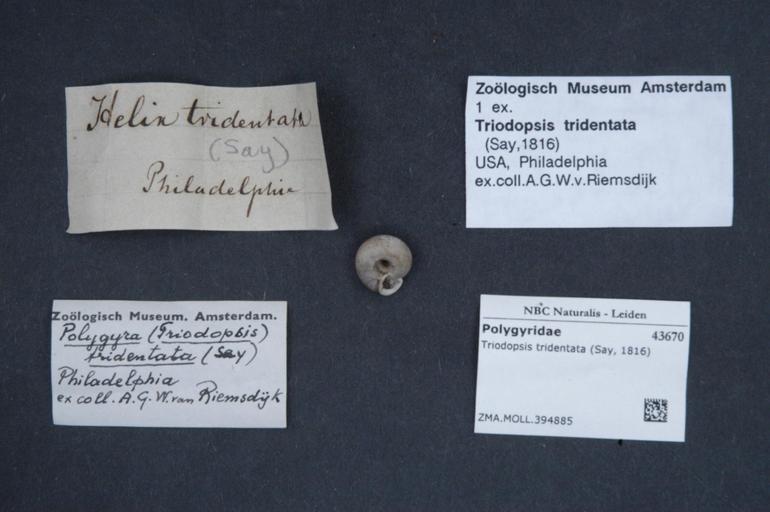 Helix tridentata
(Say)
Philadelphia
Zoölogisch Museum Amsterdam
1 ex.
Triodopsis tridentata
(Say,1816)
USA, Philadelphia
ex.coll.A.G.W.v.Riemsdijk
Zoölogisch Museum. Amsterdam.
Polygyra (Triodopsis)
tridentata (Say)
Philadelphia
ex coll. A.G.W.van Riemsdijk
NBC Naturalis - Leiden
Polygyridae 43670
Triodopsis tridentata (Say, 1816)
ZMA.MOLL.394885